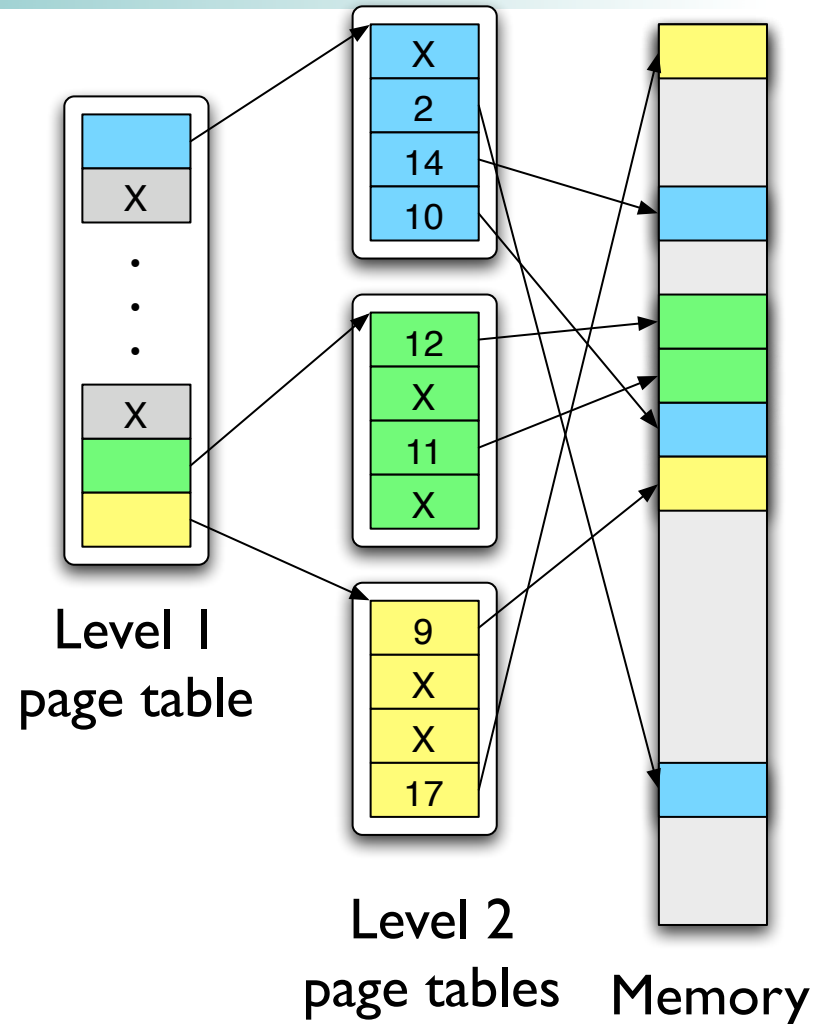 X
.
.
.
X
Level 1
page table
X
2
14
10
12
X
11
X
9
X
X
17
Level 2
page tables
Memory